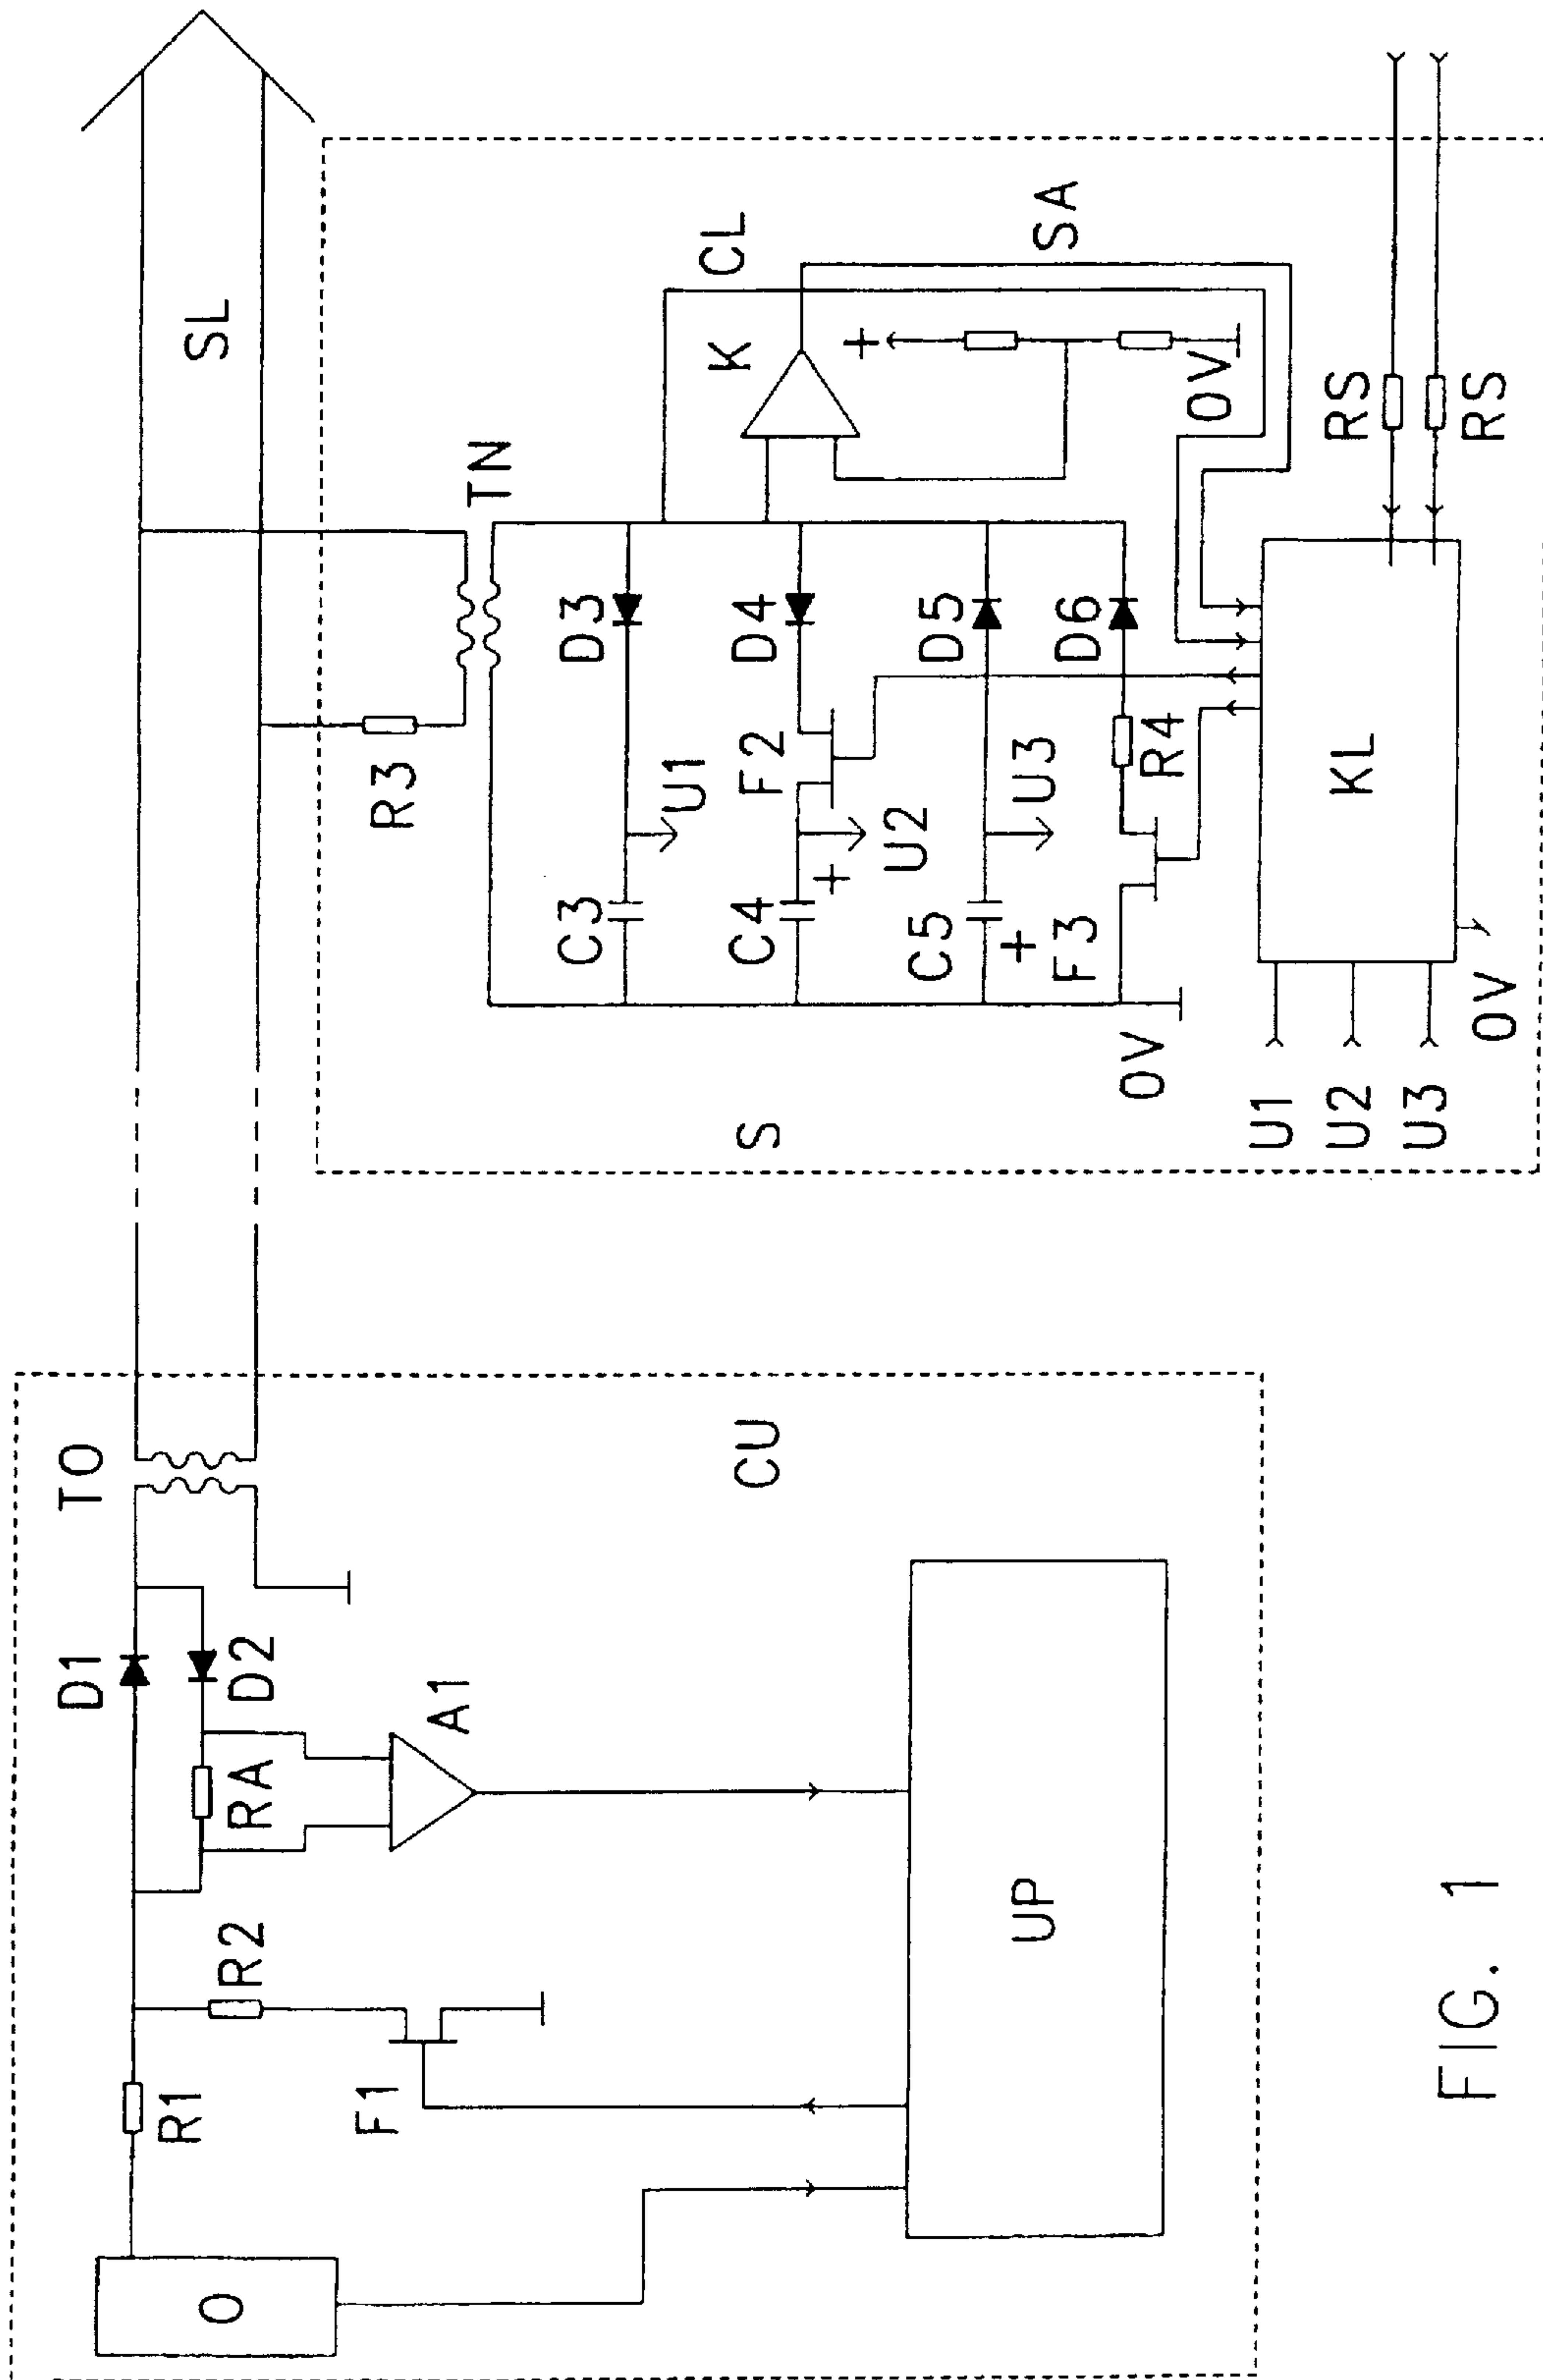 O
R1
R2
F1
D1
D2
RA
A1
TO
UP
CU
SL
R3
TN
S
C3
D3
U1
C4
+
D4
F2
U2
C5
+
D5
U3
F3
D6
R4
0V
K
CL
SA
+
0V
KL
U1
U2
U3
0V
RS
RS
FIG. 1